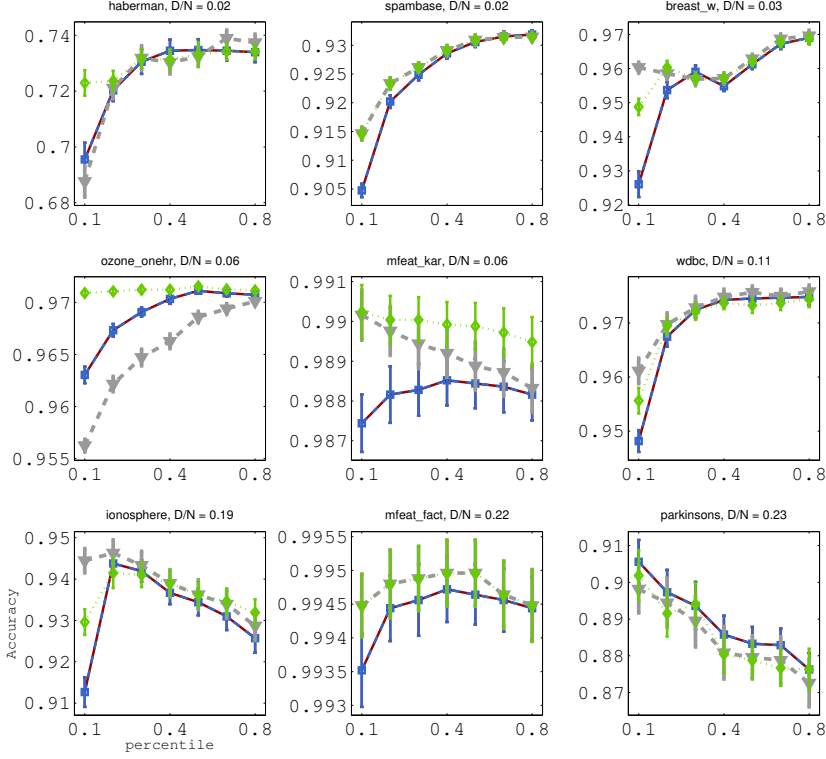 haberman, D/N = 0.02
0.74
0.72
0.7
0.68
0.1 0.4 0.8
spambase, D/N = 0.02
0.93
0.925
0.92
0.915
0.91
0.905
0.1 0.4 0.8
breast_w, D/N = 0.03
0.97
0.96
0.95
0.94
0.93
0.92
0.1 0.4 0.8
ozone_onehr, D/N = 0.06
0.97
0.965
0.96
0.955
0.1 0.4 0.8
mfeat_kar, D/N = 0.06
0.991
0.99
0.989
0.988
0.987
0.1 0.4 0.8
wdbc, D/N = 0.11
0.97
0.96
0.95
0.1 0.4 0.8
ionosphere, D/N = 0.19
0.95
0.94
0.93
0.92
0.91
Accuracy
0.1 0.4 0.8
percentile
mfeat_fact, D/N = 0.22
0.9955
0.995
0.9945
0.994
0.9935
0.993
0.1 0.4 0.8
parkinsons, D/N = 0.23
0.91
0.9
0.89
0.88
0.87
0.1 0.4 0.8